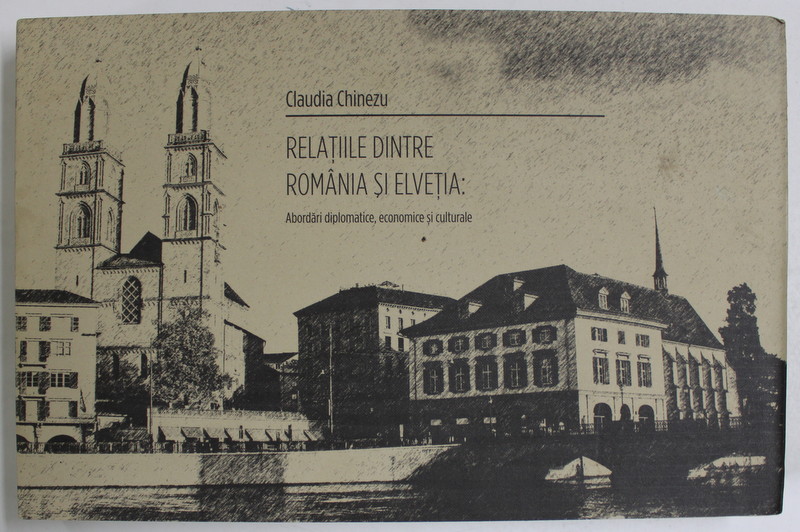 Claudia Chinezu
RELAȚIILE DINTRE
ROMÂNIA ȘI ELVEȚIA:
Abordări diplomatice, economice și culturale